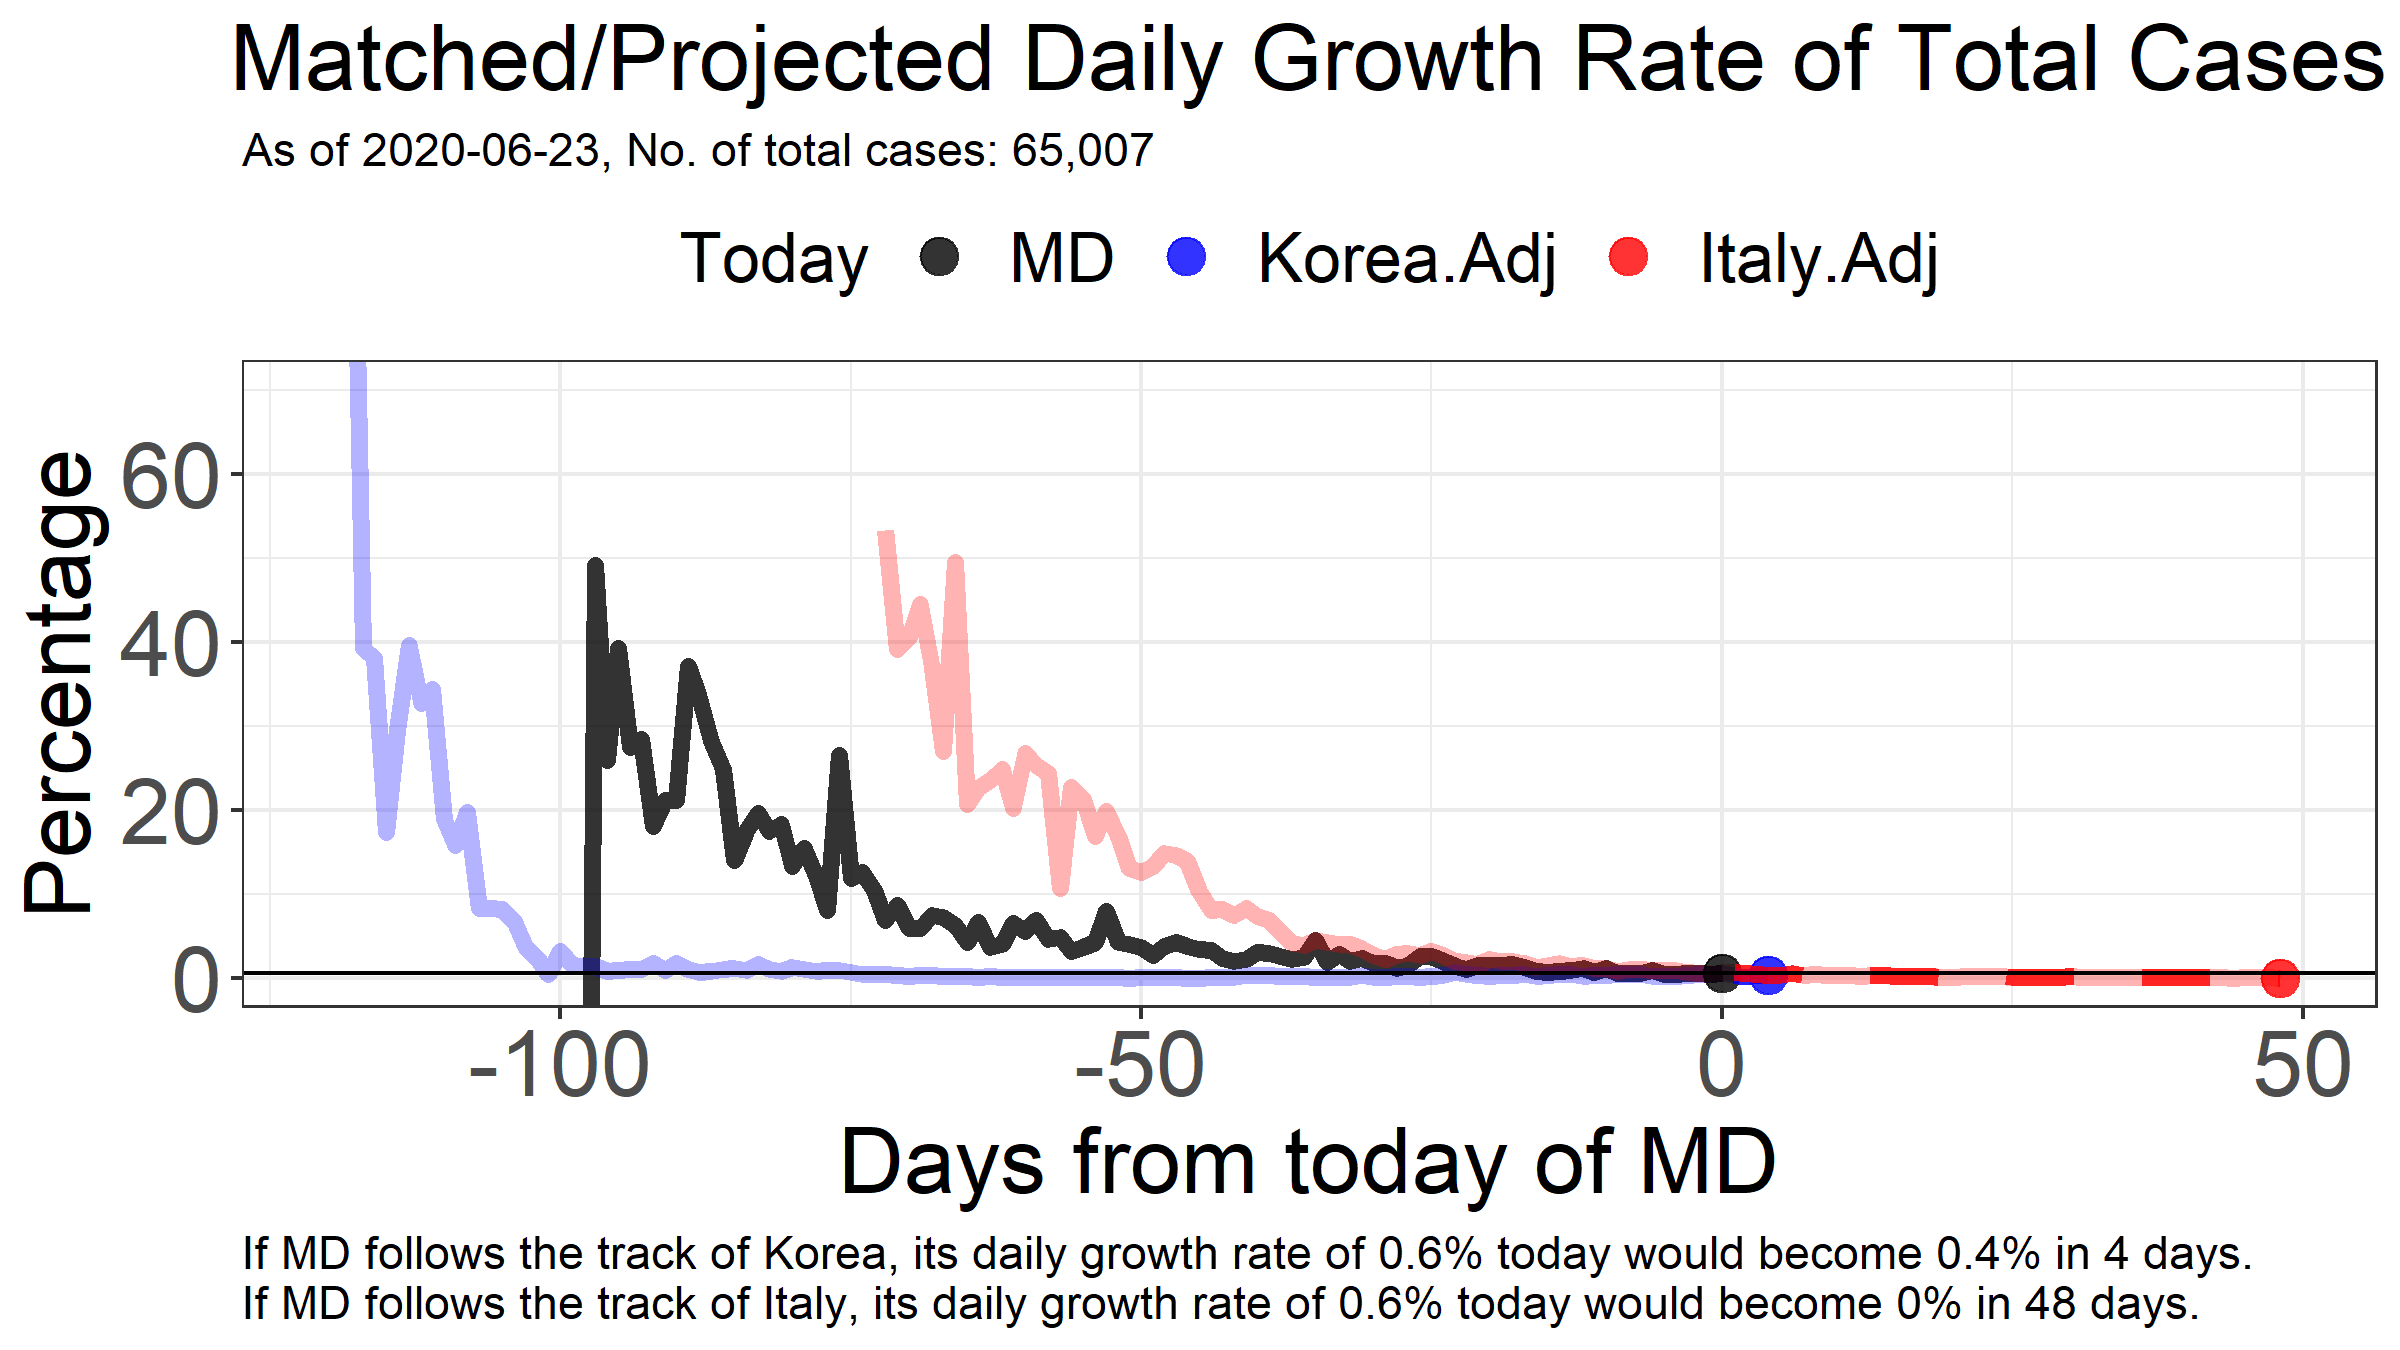 Matched/Projected Daily Growth Rate of Total Cases
As of 2020-06-23, No. of total cases: 65,007
Today MD Korea.Adj Italy.Adj
Percentage
60
40
20
0
-100 -50 0 50
Days from today of MD
If MD follows the track of Korea, its daily growth rate of 0.6% today would become 0.4% in 4 days.
If MD follows the track of Italy, its daily growth rate of 0.6% today would become 0% in 48 days.